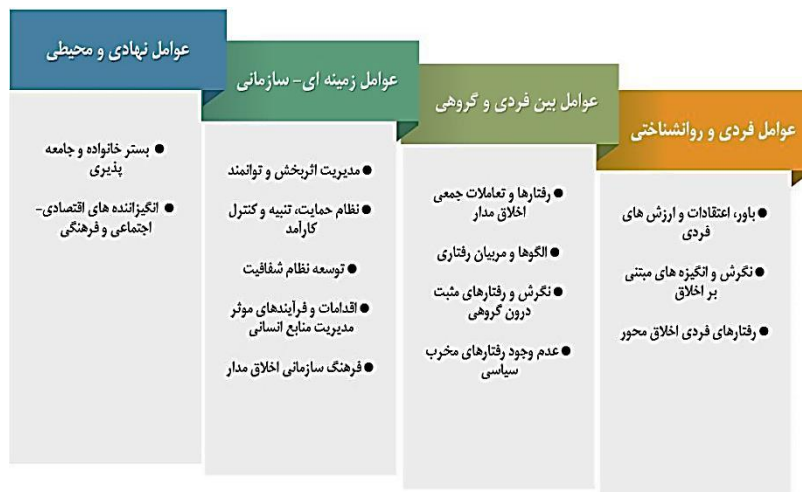 عوامل فردی و روانشناختی
● باور، اعتقادات و ارزش های
فردی
● نگرش و انگیزه های مبتنی
بر اخلاق
● رفتارهای فردی اخلاق محور
عوامل بین فردی و گروهی
● رفتارها و تعاملات جمعی
اخلاق مدار
● الگوها و مربیان رفتاری
● نگرش و رفتارهای مثبت
درون گروهی
● عدم وجود رفتارهای مخرب
سیاسی
عوامل زمینه ای- سازمانی
● مدیریت اثربخش و توانمند
● نظام حمایت، تنبیه و کنترل
کارآمد
● توسعه نظام شفافیت
● اقدامات و فرآیندهای موثر
مدیریت منابع انسانی
● فرهنگ سازمانی اخلاق مدار
عوامل نهادی و محیطی
● بستر خانواده و جامعه
پذیری
● انگیزاننده های اقتصادی-
اجتماعی و فرهنگی